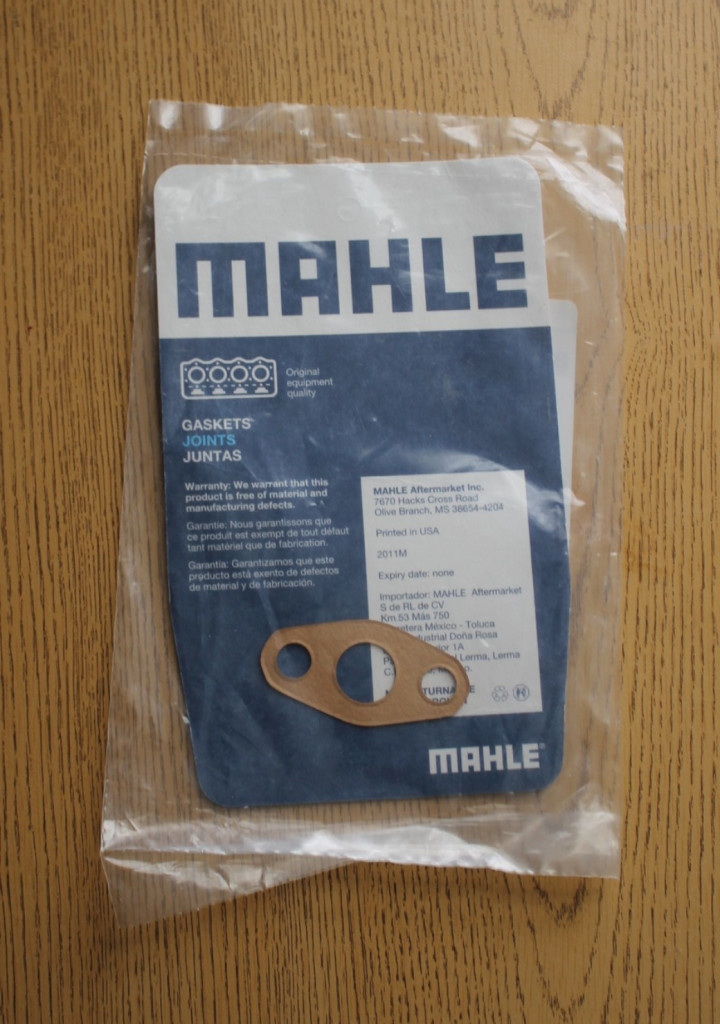 MAHLE
Original
equipment
quality
GASKETS
JOINTS
JUNTAS
Warranty: We warrant that this
product is free of material and
manufacturing defects.
Garantie: Nous garantissons que
ce produit est exempt de tout défaut
tant matériel que de fabrication.
Garantía: Garantizamos que este
producto está exento de defectos
de material y de fabricación.
MAHLE Aftermarket Inc.
7670 Hacks Cross Road
Olive Branch, MS 38654-4204
Printed in USA
2011M
Expiry date: none
Importador: MAHLE Aftermarket
S de RL de CV
Km.53 Más 750
México - Toluca
Doña Rosa
1A
Lerma, Lerma
MAHLE